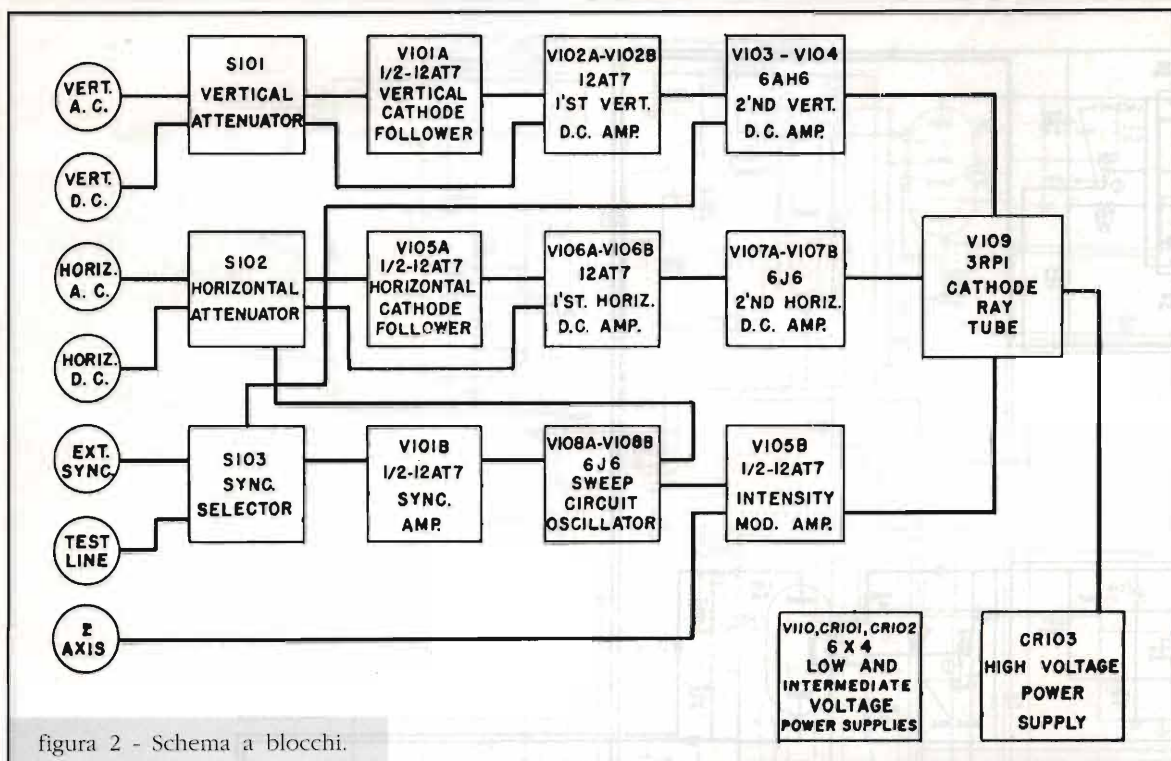 VERT.
A. C.
VERT.
D. C.
S101
VERTICAL
ATTENUATOR
V101A
1/2-12AT7
VERTICAL
CATHODE
FOLLOWER
V102A-V102B
12AT7
1'ST VERT.
D.C. AMP.
V103 - V104
6AH6
2'ND VERT.
D.C. AMP.
HORIZ.
A. C.
HORIZ.
D. C.
S102
HORIZONTAL
ATTENUATOR
V105A
1/2-12AT7
HORIZONTAL
CATHODE
FOLLOWER
V106A-V106B
12AT7
1'ST. HORIZ.
D.C. AMP.
V107A-V107B
6J6
2'ND HORIZ.
D.C. AMP.
V109
3RP1
CATHODE
RAY
TUBE
EXT.
SYNC.
TEST
LINE
S103
SYNC.
SELECTOR
V101B
1/2-12AT7
SYNC.
AMP.
V108A-V108B
6J6
SWEEP
CIRCUIT
OSCILLATOR
V105B
1/2-12AT7
INTENSITY
MOD. AMP.
Z
AXIS
V110, CR101, CR102
6 X 4
LOW AND
INTERMEDIATE
VOLTAGE
POWER SUPPLIES
CR103
HIGH VOLTAGE
POWER
SUPPLY
figura 2 - Schema a blocchi.